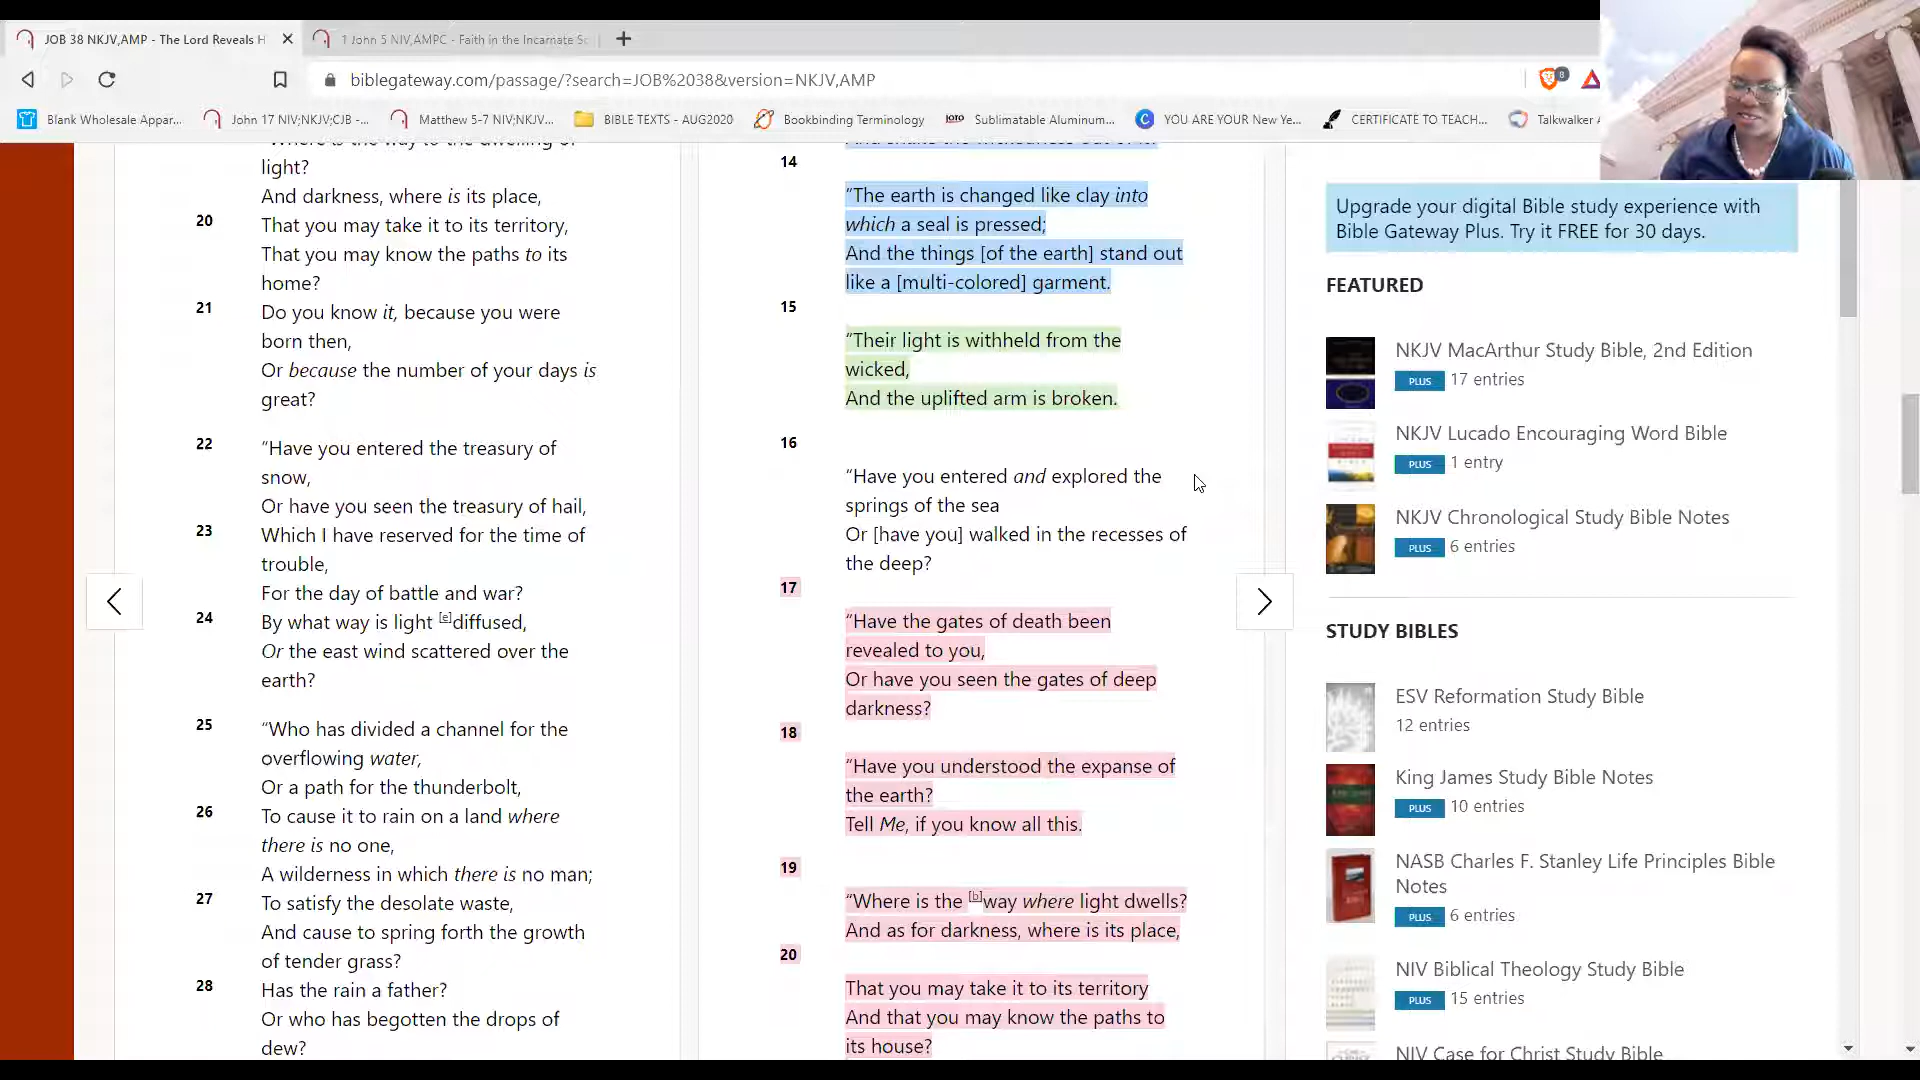 JOB 38 NKJV,AMP - The Lord Reveals H
1 John 5 NIV,AMPC - Faith in the Incarnate Sc
biblegateway.com/passage/?search=JOB%2038&version=NKJV,AMP
8
Blank Wholesale Appar...
John 17 NIV;NKJV;CJB -...
Matthew 5-7 NIV;NKJV...
BIBLE TEXTS - AUG2020
Bookbinding Terminology
Sublimatable Aluminum...
YOU ARE YOUR New Ye...
CERTIFICATE TO TEACH...
Talkwalker A
"Where is the way to the dwelling of
light?
And darkness, where is its place,
20 That you may take it to its territory,
That you may know the paths to its
home?
21 Do you know it, because you were
born then,
Or because the number of your days is
great?
22 "Have you entered the treasury of
snow,
Or have you seen the treasury of hail,
23 Which I have reserved for the time of
trouble,
For the day of battle and war?
24 By what way is light [e]diffused,
Or the east wind scattered over the
earth?
25 "Who has divided a channel for the
overflowing water,
Or a path for the thunderbolt,
26 To cause it to rain on a land where
there is no one,
A wilderness in which there is no man;
27 To satisfy the desolate waste,
And cause to spring forth the growth
of tender grass?
28 Has the rain a father?
Or who has begotten the drops of
dew?
And shake the wickedness out of it?
14
"The earth is changed like clay into
which a seal is pressed;
And the things [of the earth] stand out
like a [multi-colored] garment.
15
"Their light is withheld from the
wicked,
And the uplifted arm is broken.
16
"Have you entered and explored the
springs of the sea
Or [have you] walked in the recesses of
the deep?
17
"Have the gates of death been
revealed to you,
Or have you seen the gates of deep
darkness?
18
"Have you understood the expanse of
the earth?
Tell Me, if you know all this.
19
"Where is the [b]way where light dwells?
And as for darkness, where is its place,
20
That you may take it to its territory
And that you may know the paths to
its house?
Upgrade your digital Bible study experience with
Bible Gateway Plus. Try it FREE for 30 days.
FEATURED
NKJV MacArthur Study Bible, 2nd Edition
PLUS 17 entries
NKJV Lucado Encouraging Word Bible
PLUS 1 entry
NKJV Chronological Study Bible Notes
PLUS 6 entries
STUDY BIBLES
ESV Reformation Study Bible
12 entries
King James Study Bible Notes
PLUS 10 entries
NASB Charles F. Stanley Life Principles Bible
Notes
PLUS 6 entries
NIV Biblical Theology Study Bible
PLUS 15 entries
NIV Case for Christ Study Bible